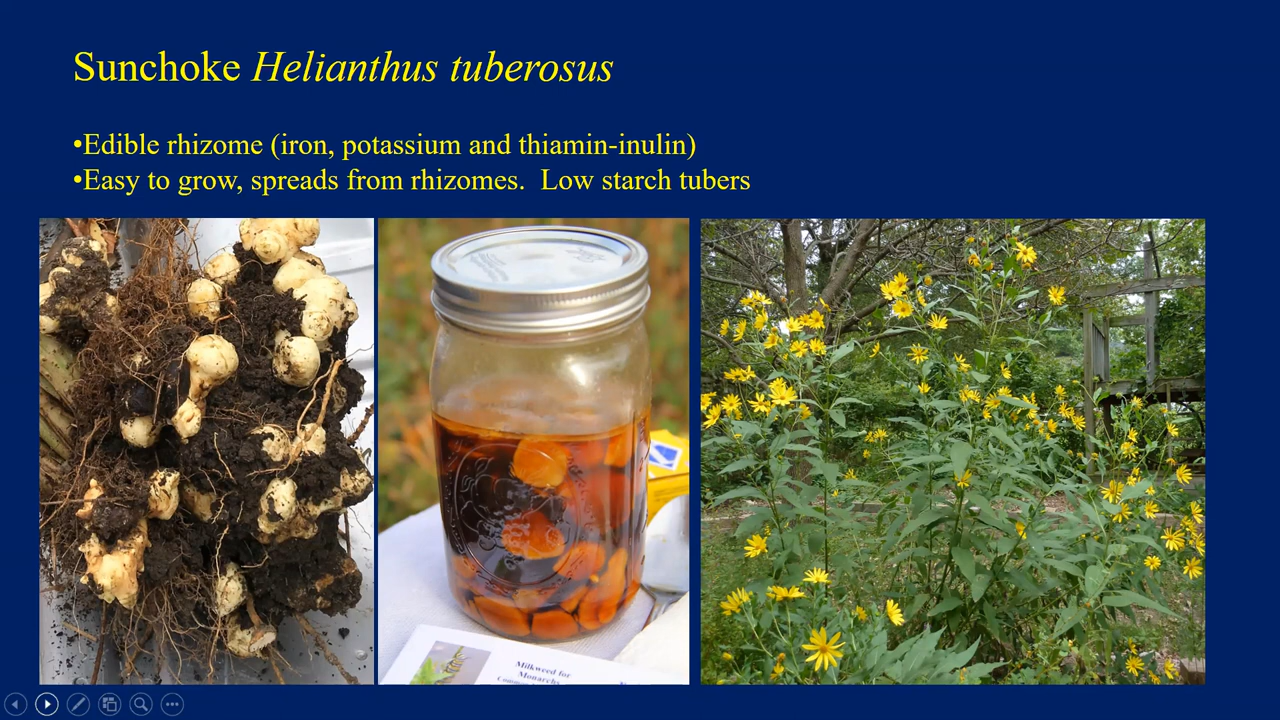 Sunchoke Helianthus tuberosus
•Edible rhizome (iron, potassium and thiamin-inulin)
•Easy to grow, spreads from rhizomes.  Low starch tubers
Milkweed for
Monarchs